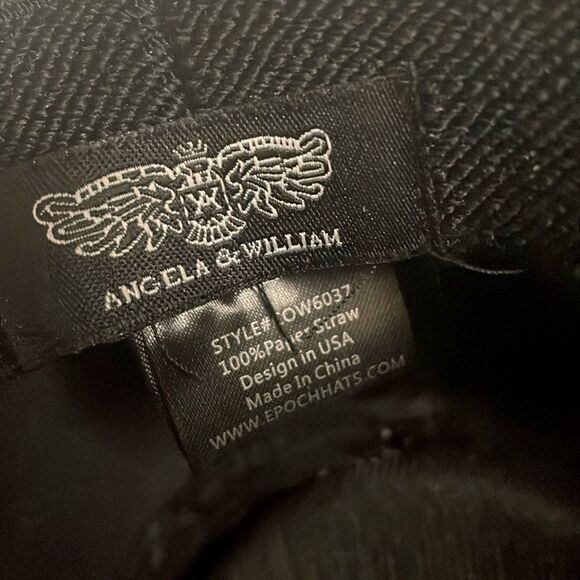 ANGELA & WILLIAM
STYLE# OW6037
100%Paper Straw
Design in USA
Made In China
WWW.EPOCHHATS.COM